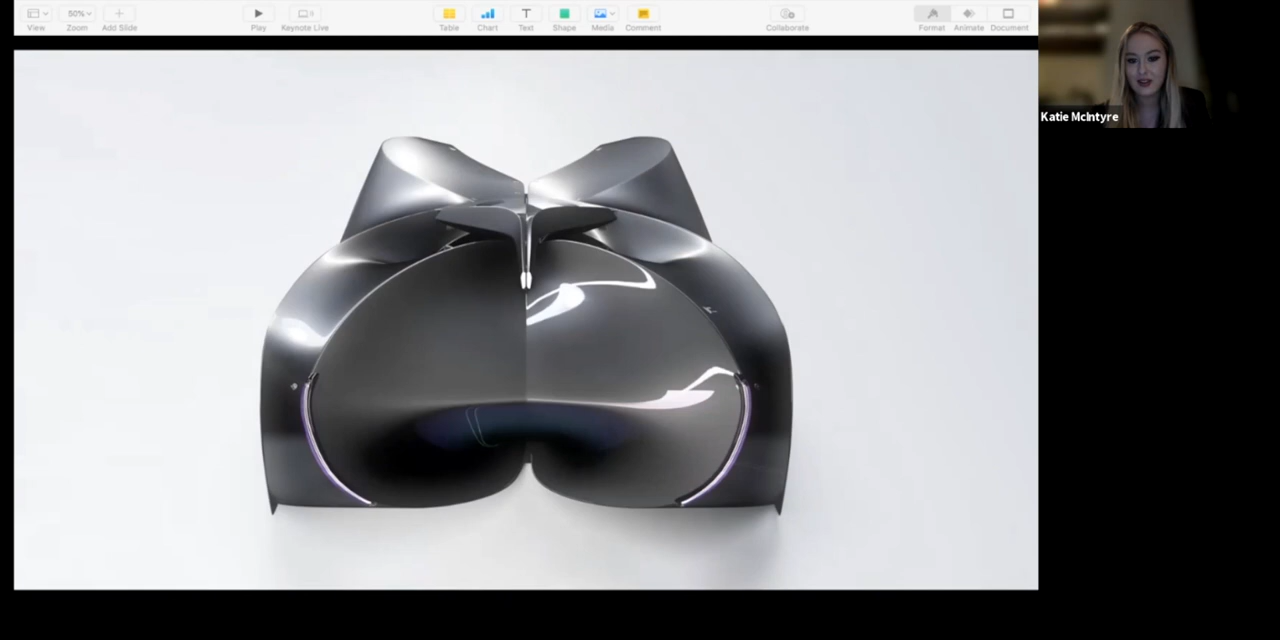 View
50%
Zoom
Add Slide
Play
Keynote Live
Table
Chart
T
Text
Shape
Media
Comment
Collaborate
Format
Animate
Document
Katie McIntyre